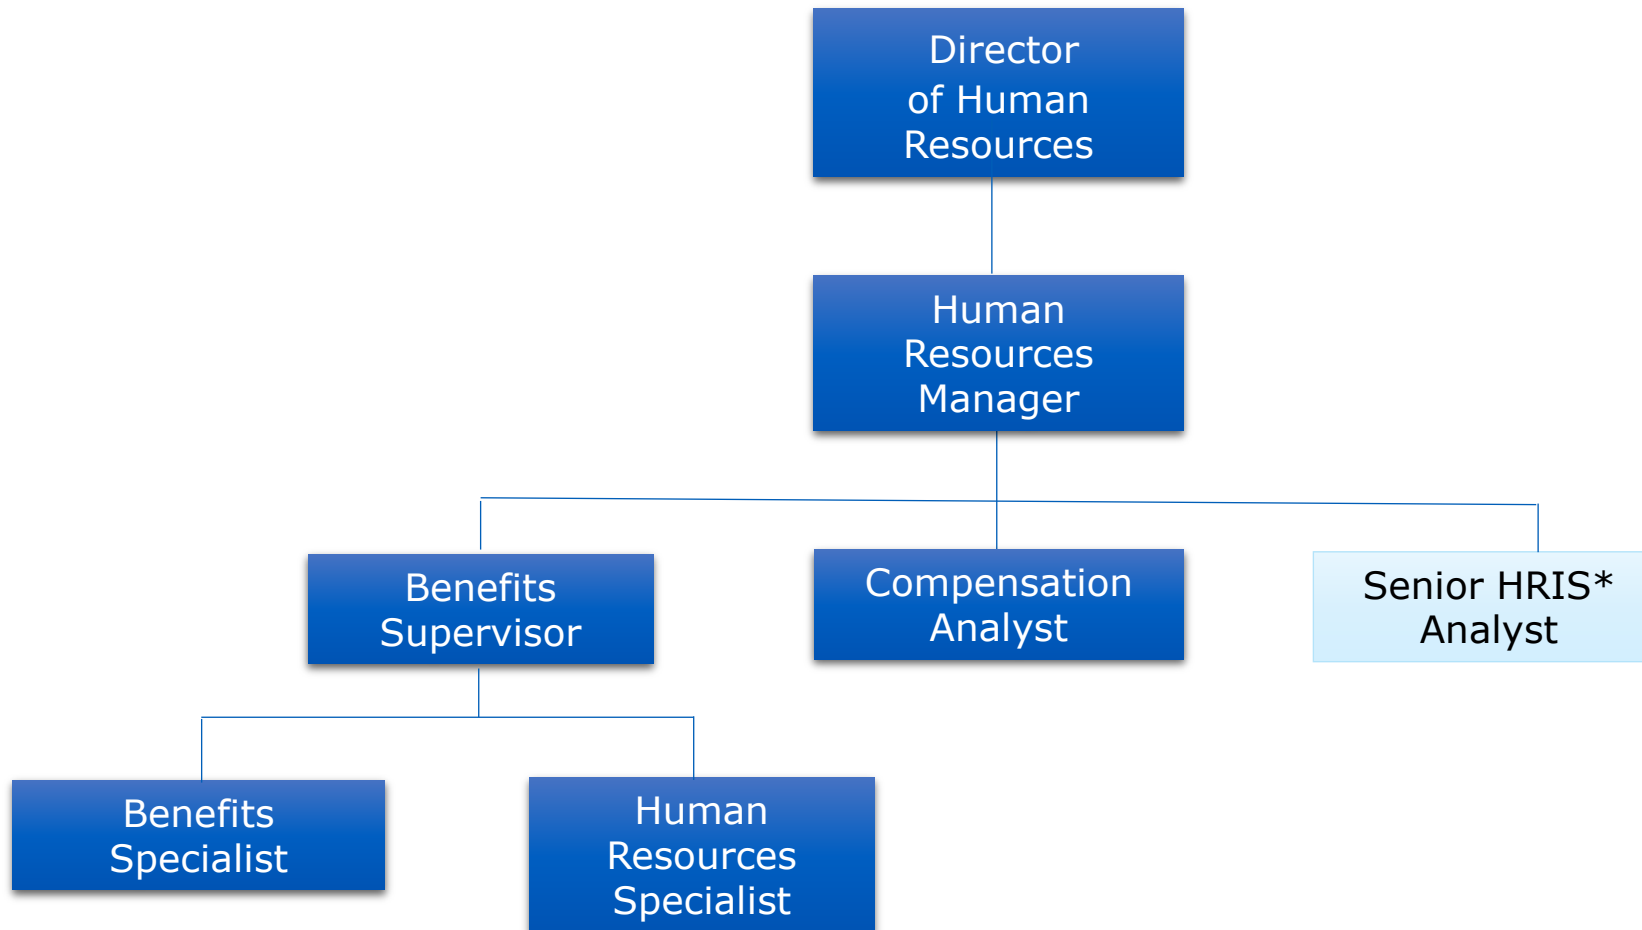 Director
of Human
Resources
Human
Resources
Manager
Benefits
Supervisor
Compensation
Analyst
Senior HRIS*
Analyst
Benefits
Specialist
Human
Resources
Specialist